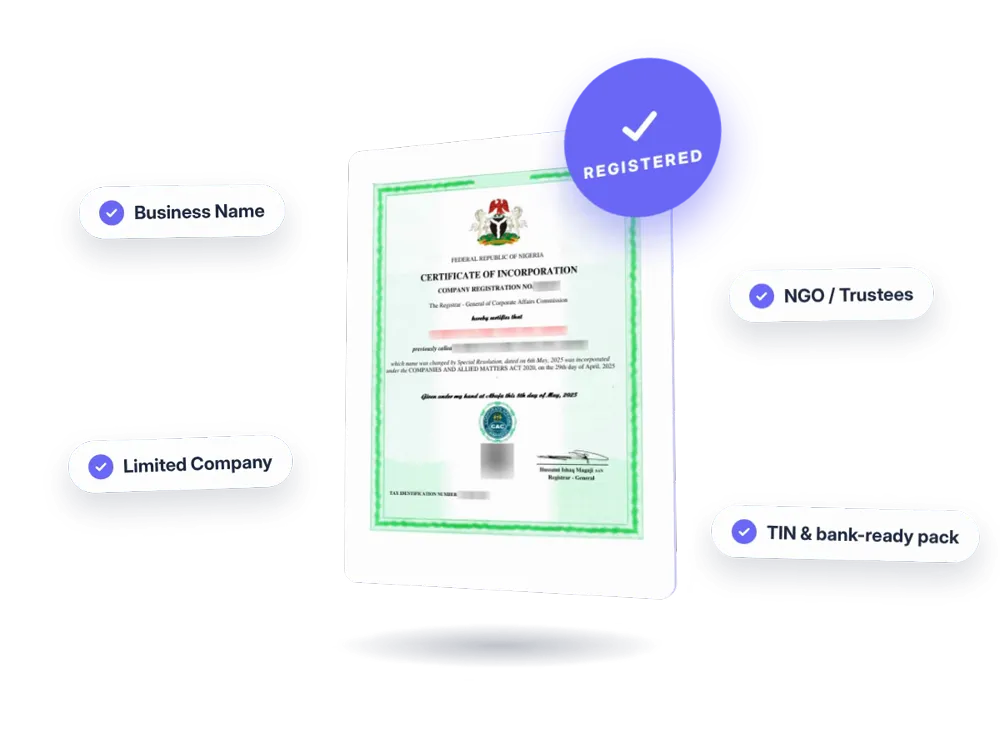 REGISTERED
Business Name
NGO / Trustees
Limited Company
TIN & bank-ready pack
FEDERAL REPUBLIC OF NIGERIA
CERTIFICATE OF INCORPORATION
COMPANY REGISTRATION NO.
The Registrar - General of Corporate Affairs Commission
hereby certifies that
previously called
which name was changed by Special Resolution, dated on 6th May, 2025 was incorporated
under the COMPANIES AND ALLIED MATTERS ACT 2020, on the 29th day of April, 2025
Given under my hand at Abuja this 8th day of May, 2025
CAC
Hussaini Ishaq Magaji
Registrar - General
TAX IDENTIFICATION NUMBER